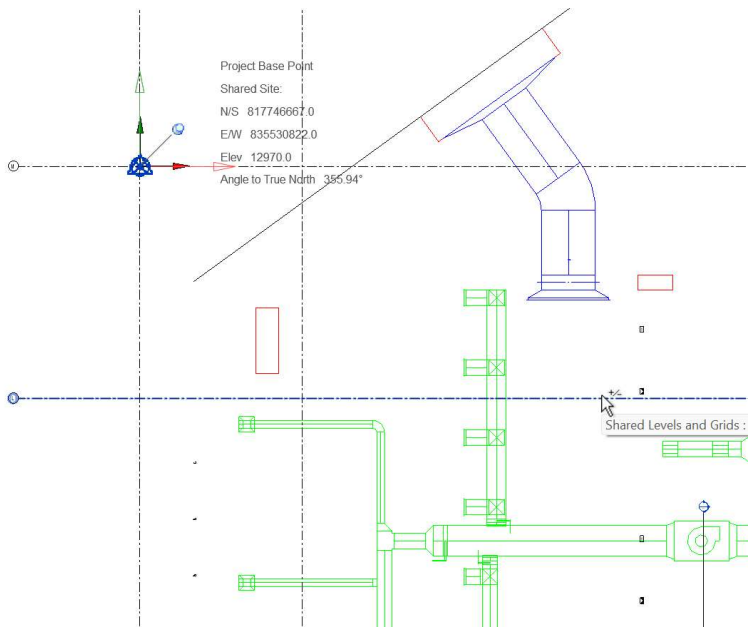 Project Base Point
Shared Site:
N/S 817746667.0
E/W 835530822.0
Elev 12970.0
Angle to True North 355.94°
Shared Levels and Grids :